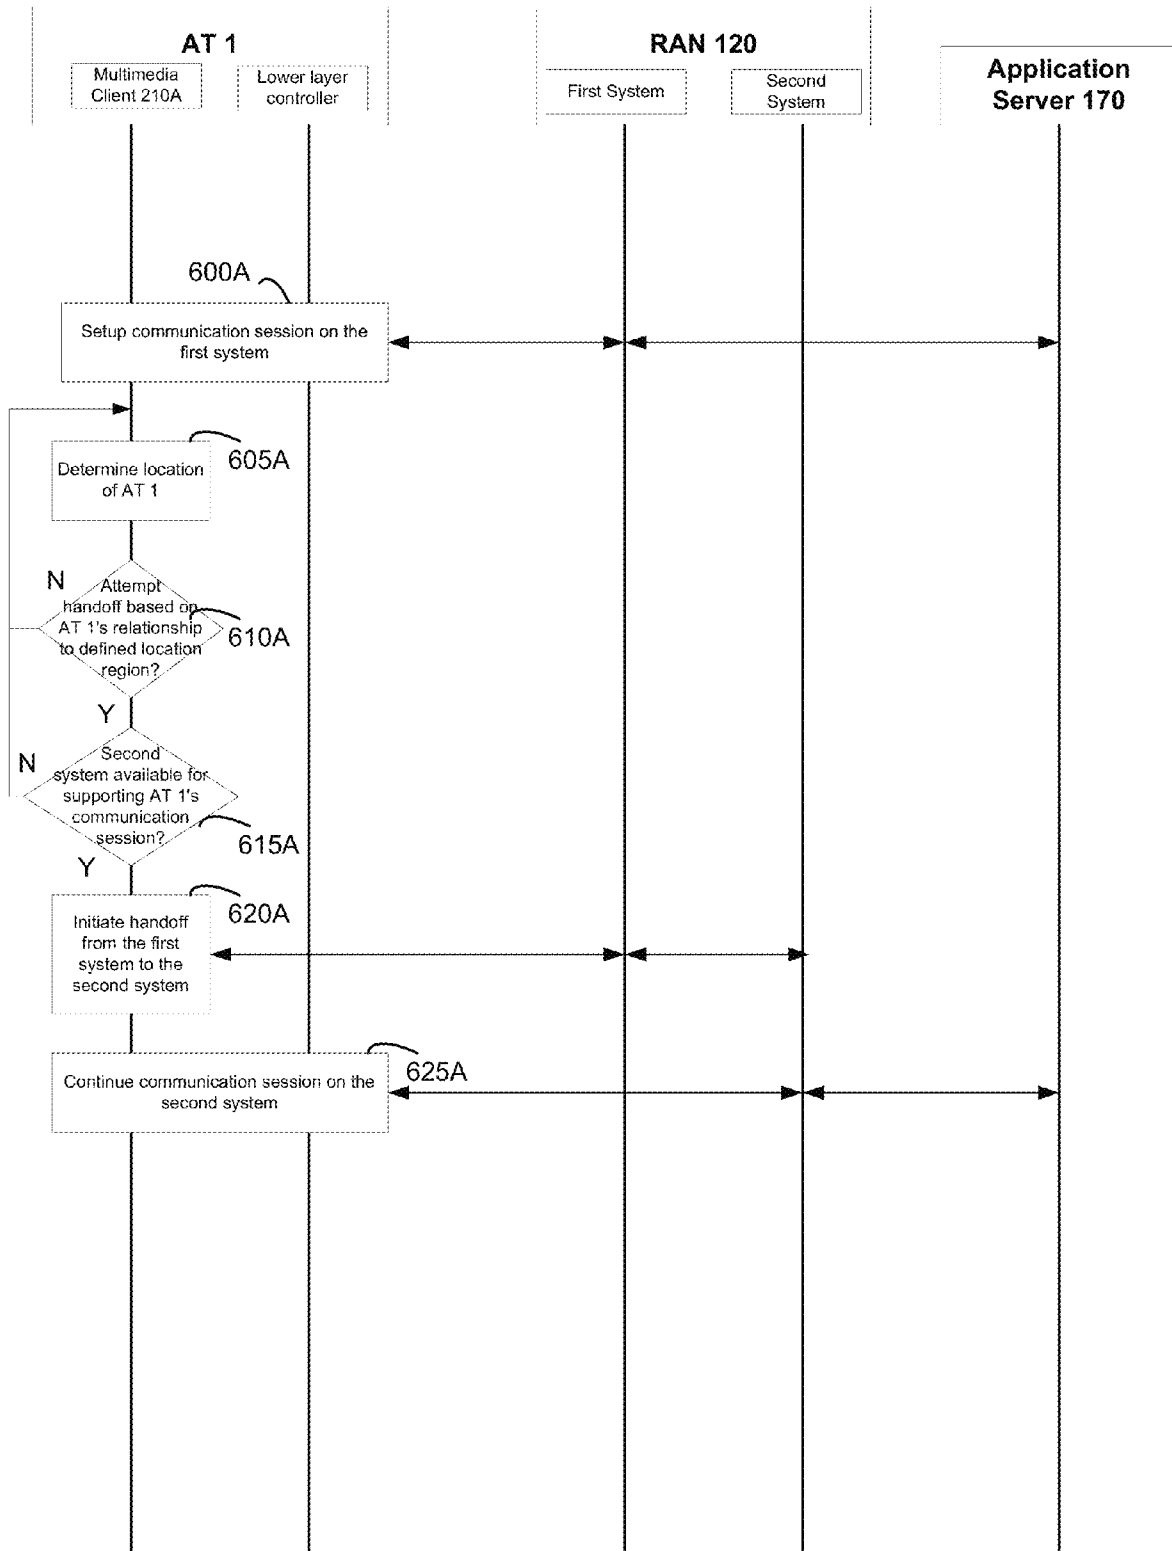 AT 1
RAN 120
Multimedia
Client 210A
Lower layer
controller
First System
Second
System
Application
Server 170
600A
Setup communication session on the
first system
605A
Determine location
of AT 1
N
Attempt
handoff based on
AT 1's relationship
to defined location
region?
610A
Y
N
Second
system available for
supporting AT 1's
communication
session?
615A
Y
620A
Initiate handoff
from the first
system to the
second system
625A
Continue communication session on the
second system